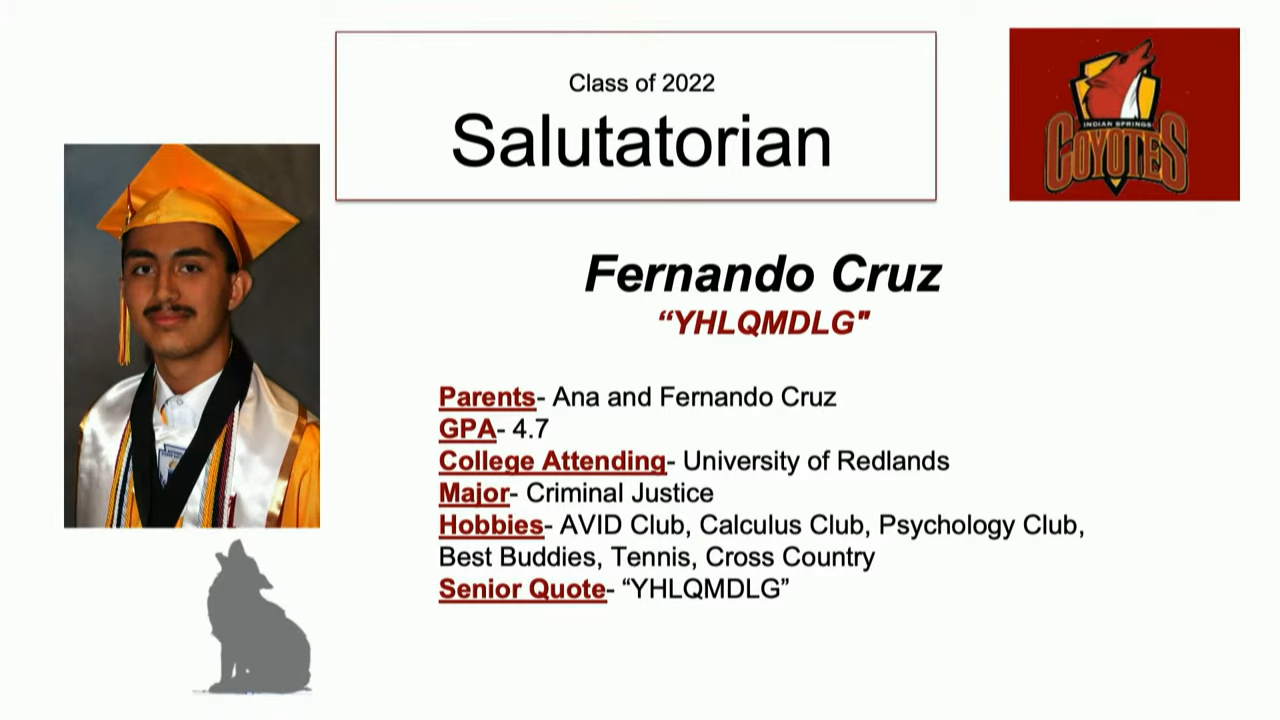 Class of 2022
Salutatorian
INDIAN SPRINGS
COYOTES
Fernando Cruz
“YHLQMDLG"
Parents- Ana and Fernando Cruz
GPA- 4.7
College Attending- University of Redlands
Major- Criminal Justice
Hobbies- AVID Club, Calculus Club, Psychology Club,
Best Buddies, Tennis, Cross Country
Senior Quote- “YHLQMDLG”